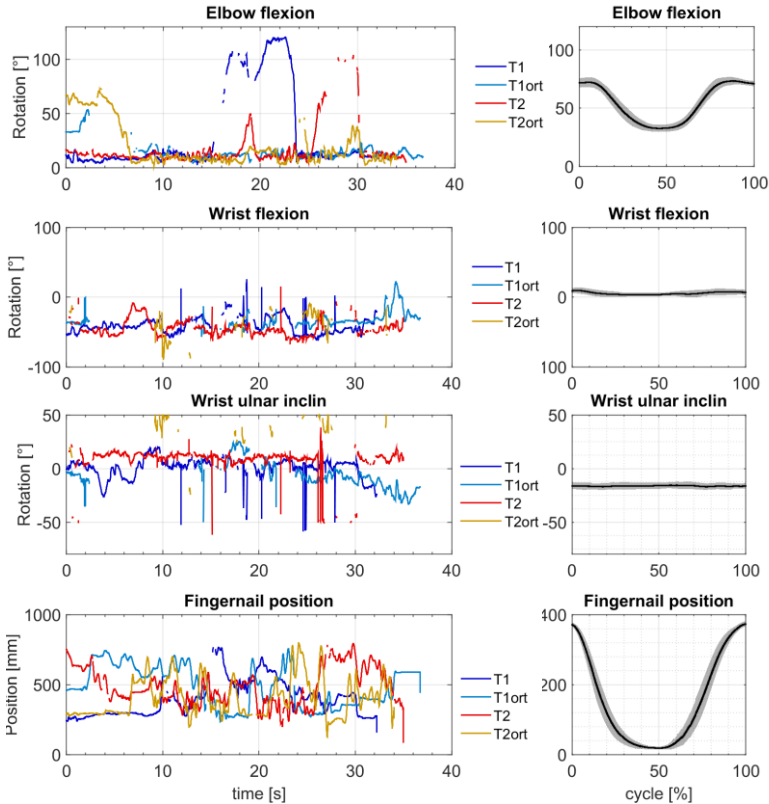 Elbow flexion
Elbow flexion
Rotation [°]
100
50
0
0 10 20 30 40
T1
T1ort
T2
T2ort
100
50
0
0 50 100
Wrist flexion
Wrist flexion
Rotation [°]
100
0
-100
0 10 20 30 40
T1
T1ort
T2
T2ort
100
0
100
0 50 100
Wrist ulnar inclin
Wrist ulnar inclin
Rotation [°]
50
0
-50
0 10 20 30 40
T1
T1ort
T2
T2ort
50
0
-50
0 50 100
Fingernail position
Fingernail position
Position [mm]
1000
500
0
0 10 20 30 40
time [s]
T1
T1ort
T2
T2ort
400
200
0
0 50 100
cycle [%]